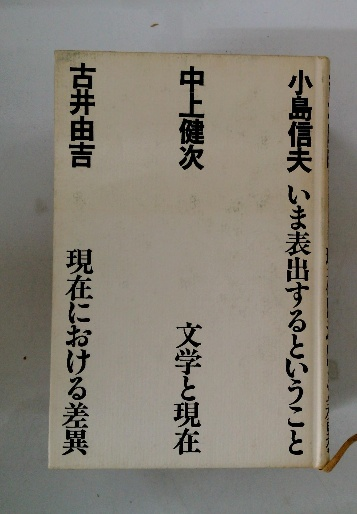 小島信夫 いま表出するということ
中上健次 文学と現在
古井由吉 現在における差異